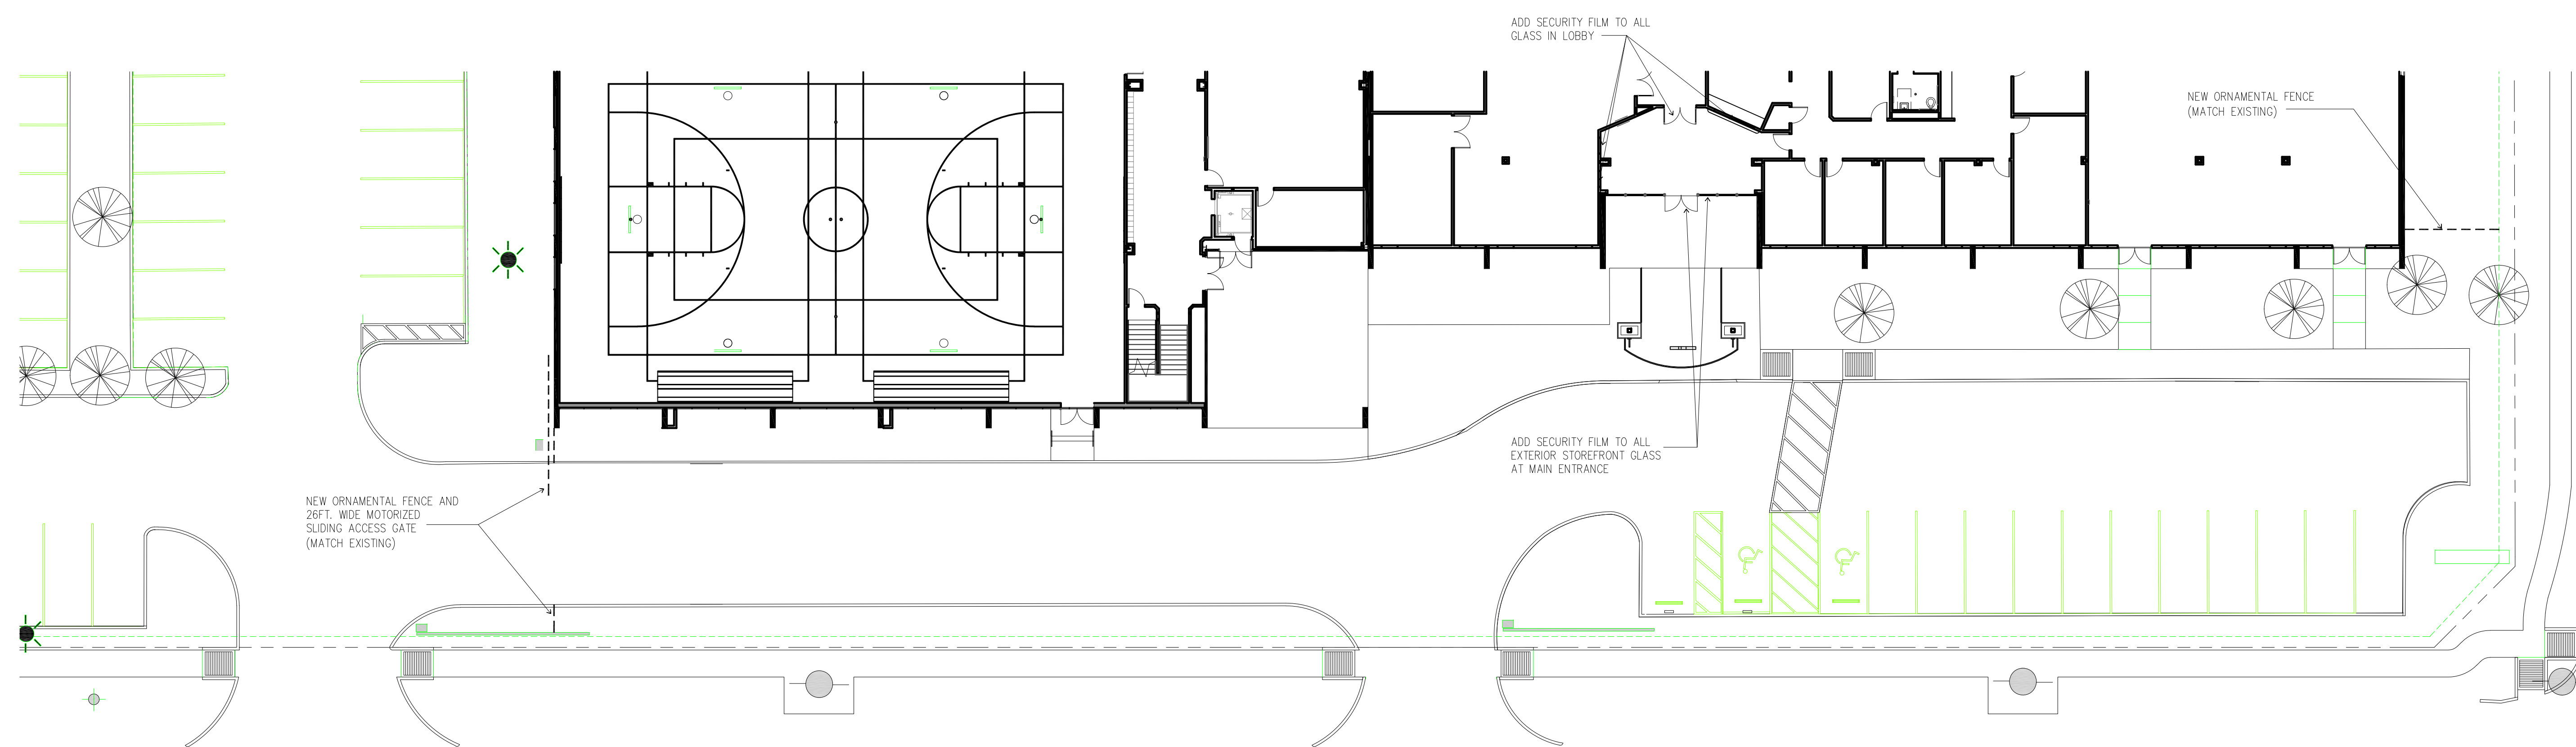 ADD SECURITY FILM TO ALL
GLASS IN LOBBY
NEW ORNAMENTAL FENCE
(MATCH EXISTING)
ADD SECURITY FILM TO ALL
EXTERIOR STOREFRONT GLASS
AT MAIN ENTRANCE
NEW ORNAMENTAL FENCE AND
26FT. WIDE MOTORIZED
SLIDING ACCESS GATE
(MATCH EXISTING)